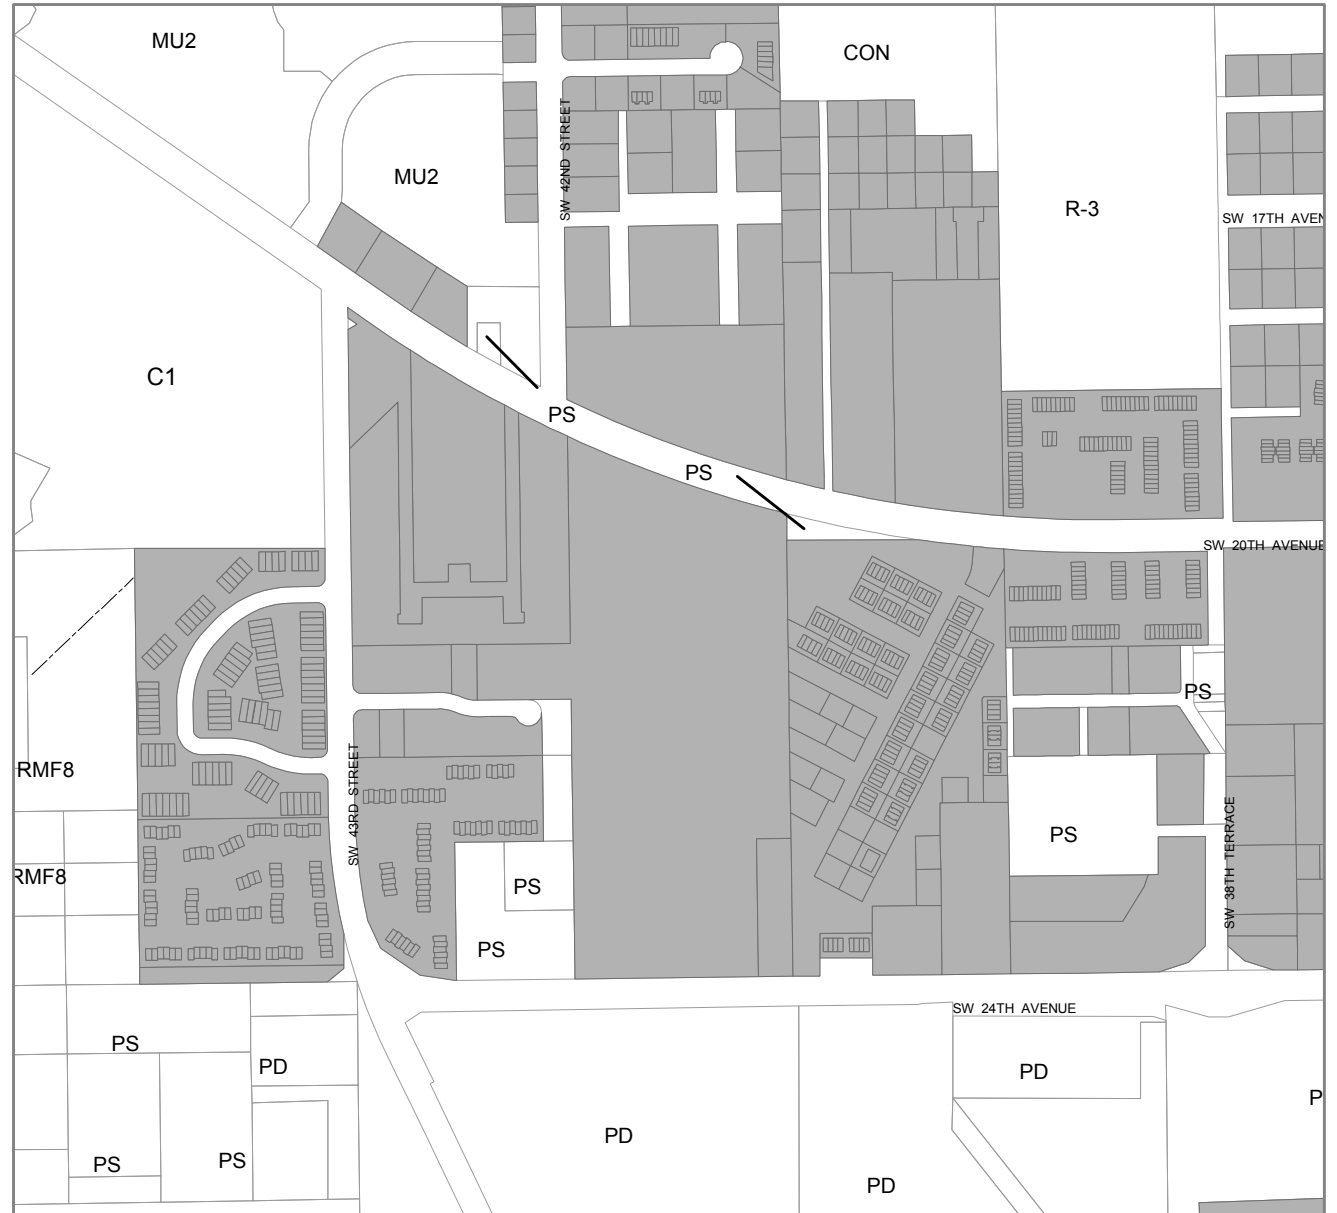 MU2
CON
SW 42ND STREET
MU2
R-3
SW 17TH AVEN
C1
PS
PS
SW 20TH AVENUE
PS
RMF8
SW 43RD STREET
PS
SW 38TH TERRACE
RMF8
PS
PS
SW 24TH AVENUE
PS
PD
PD
P
PD
PS
PS
PD